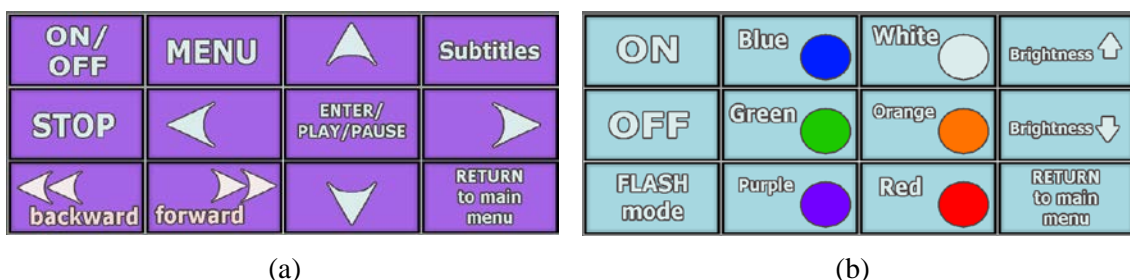 ON/
OFF
MENU
Subtitles
STOP
ENTER/
PLAY/PAUSE
backward
forward
RETURN
to main
menu
(a)
ON
Blue
White
Brightness
OFF
Green
Orange
Brightness
FLASH
mode
Purple
Red
RETURN
to main
menu
(b)